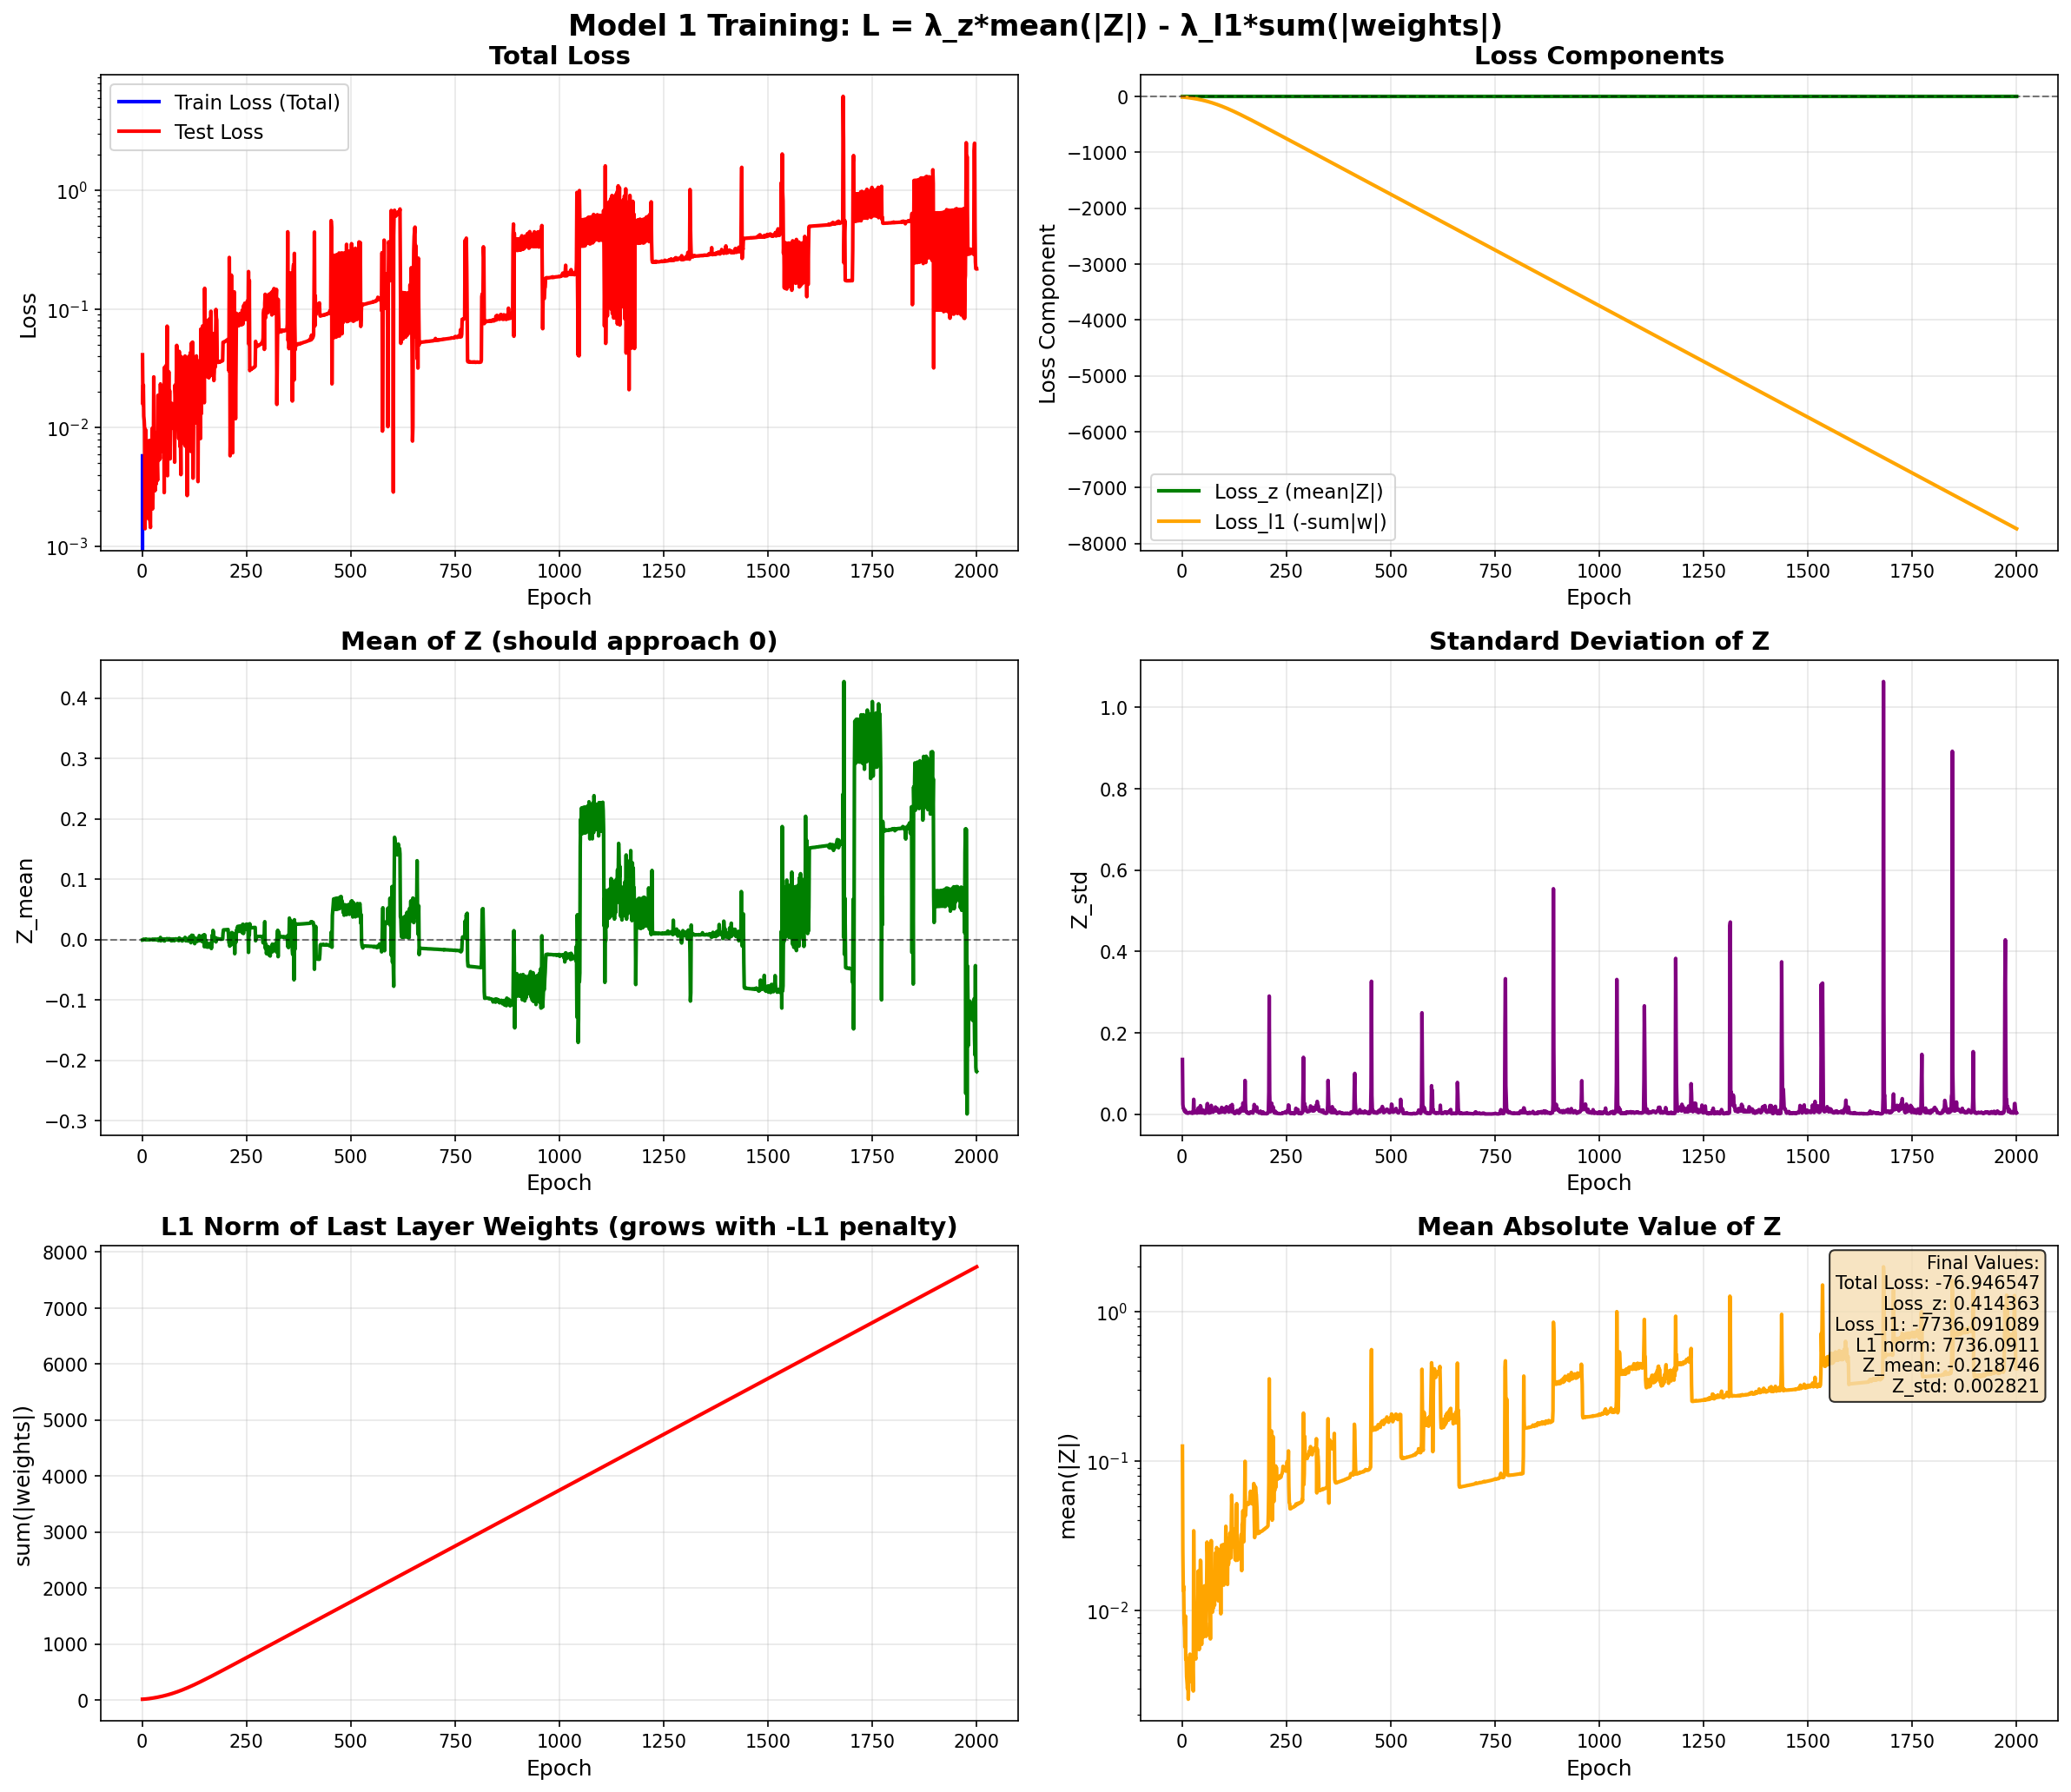 Model 1 Training: L = λ_z*mean(|Z|) - λ_l1*sum(|weights|)
Total Loss
Train Loss (Total)
Test Loss
10⁰
10⁻¹
10⁻²
10⁻³
Loss
0 250 500 750 1000 1250 1500 1750 2000
Epoch
Loss Components
0
−1000
−2000
−3000
−4000
−5000
−6000
−7000
−8000
Loss Component
Loss_z (mean|Z|)
Loss_l1 (-sum|w|)
0 250 500 750 1000 1250 1500 1750 2000
Epoch
Mean of Z (should approach 0)
0.4
0.3
0.2
0.1
0.0
−0.1
−0.2
−0.3
Z_mean
0 250 500 750 1000 1250 1500 1750 2000
Epoch
Standard Deviation of Z
1.0
0.8
0.6
0.4
0.2
0.0
Z_std
0 250 500 750 1000 1250 1500 1750 2000
Epoch
L1 Norm of Last Layer Weights (grows with -L1 penalty)
8000
7000
6000
5000
4000
3000
2000
1000
0
sum(|weights|)
0 250 500 750 1000 1250 1500 1750 2000
Epoch
Mean Absolute Value of Z
Final Values:
Total Loss: -76.946547
Loss_z: 0.414363
Loss_l1: -7736.091089
L1 norm: 7736.0911
Z_mean: -0.218746
Z_std: 0.002821
10⁰
10⁻¹
10⁻²
mean(|Z|)
0 250 500 750 1000 1250 1500 1750 2000
Epoch